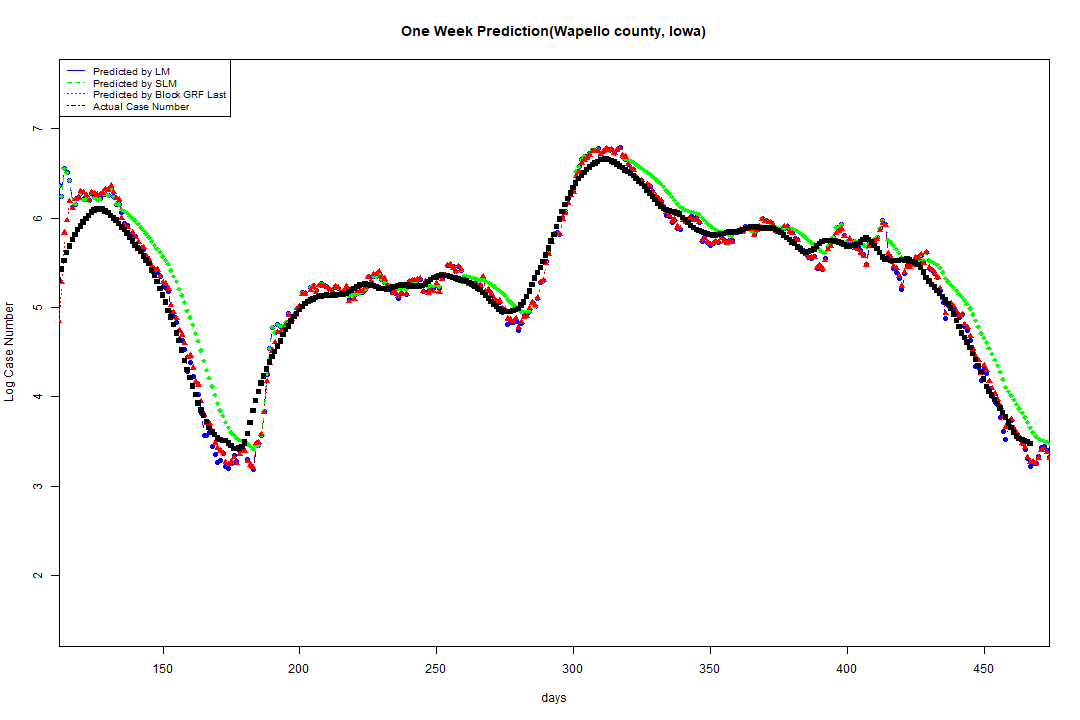 One Week Prediction(Wapello county, Iowa)
Predicted by LM
Predicted by SLM
Predicted by Block GRF Last
Actual Case Number
7
6
5
4
3
2
Log Case Number
150 200 250 300 350 400 450
days